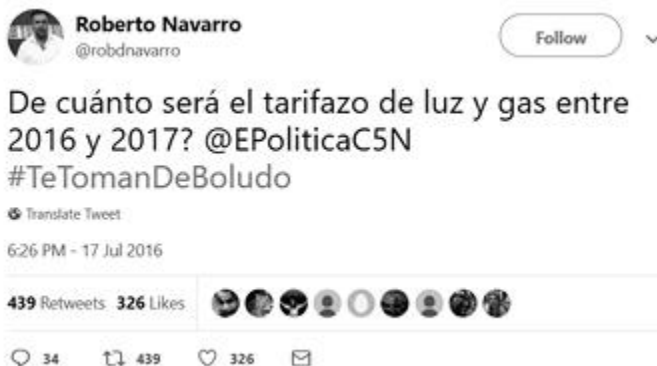 Roberto Navarro
@robdnavarro
Follow
De cuánto será el tarifazo de luz y gas entre
2016 y 2017? @EPoliticaC5N
#TeTomanDeBoludo
Translate Tweet
6:26 PM - 17 Jul 2016
439 Retweets 326 Likes
34 439 326